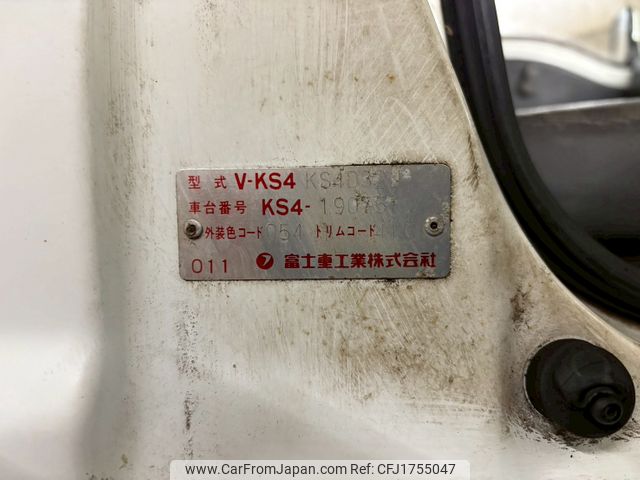 型式 V-KS4
車台番号 KS4-
外装色コード 054 トリムコード
011 富士重工業株式会社
www.CarFromJapan.com - CFJ1755047